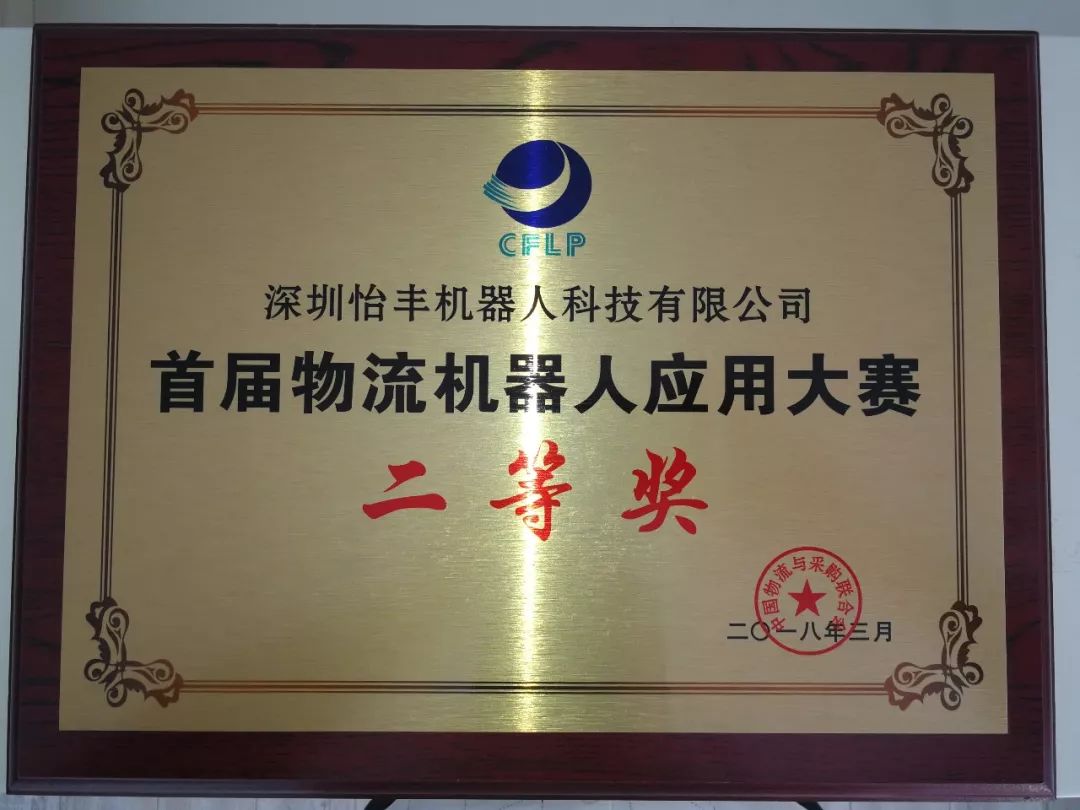 CFLP
深圳怡丰机器人科技有限公司
首届物流机器人应用大赛
二等奖
中国物流与采购联合会
二〇一八年三月